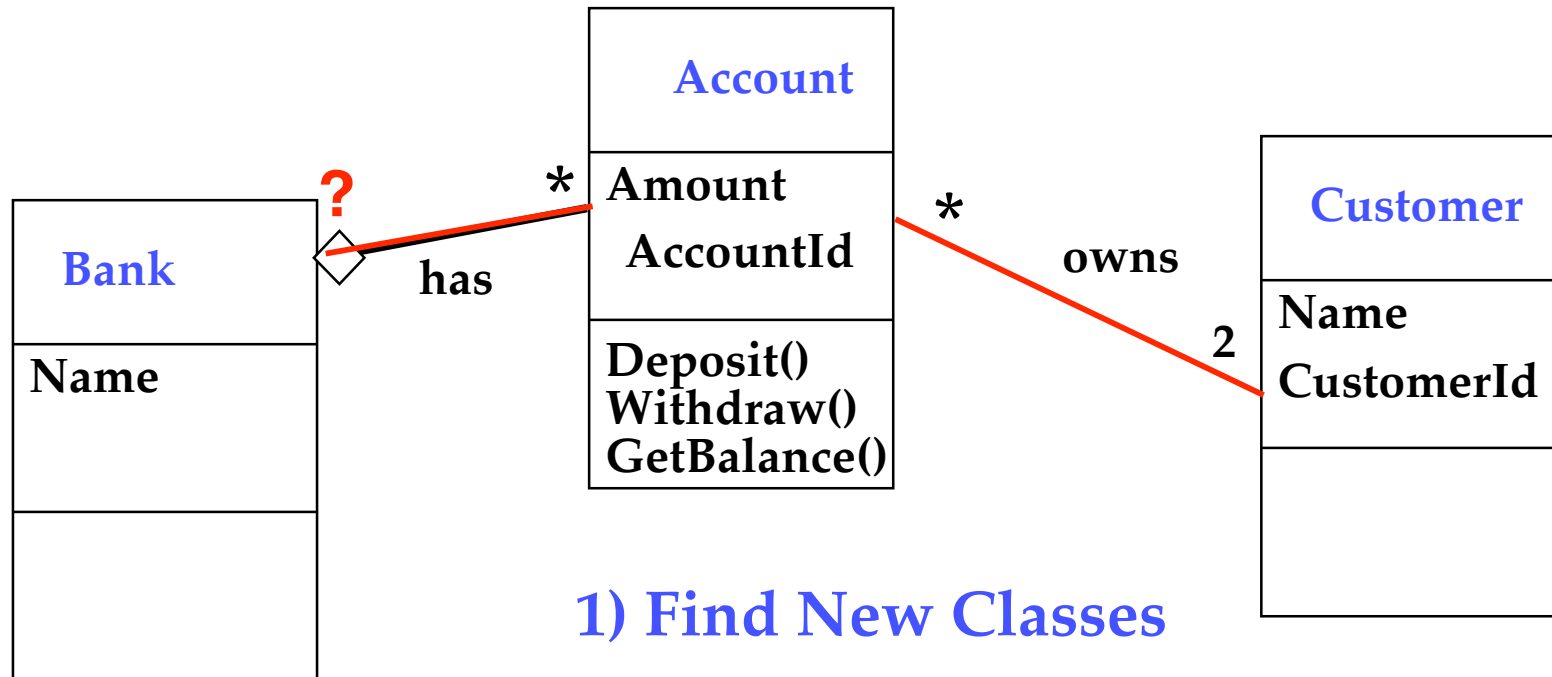 Account
Amount
AccountId
Deposit()
Withdraw()
GetBalance()
?
*
Bank
has
Name
*
owns
2
Customer
Name
CustomerId
1) Find New Classes